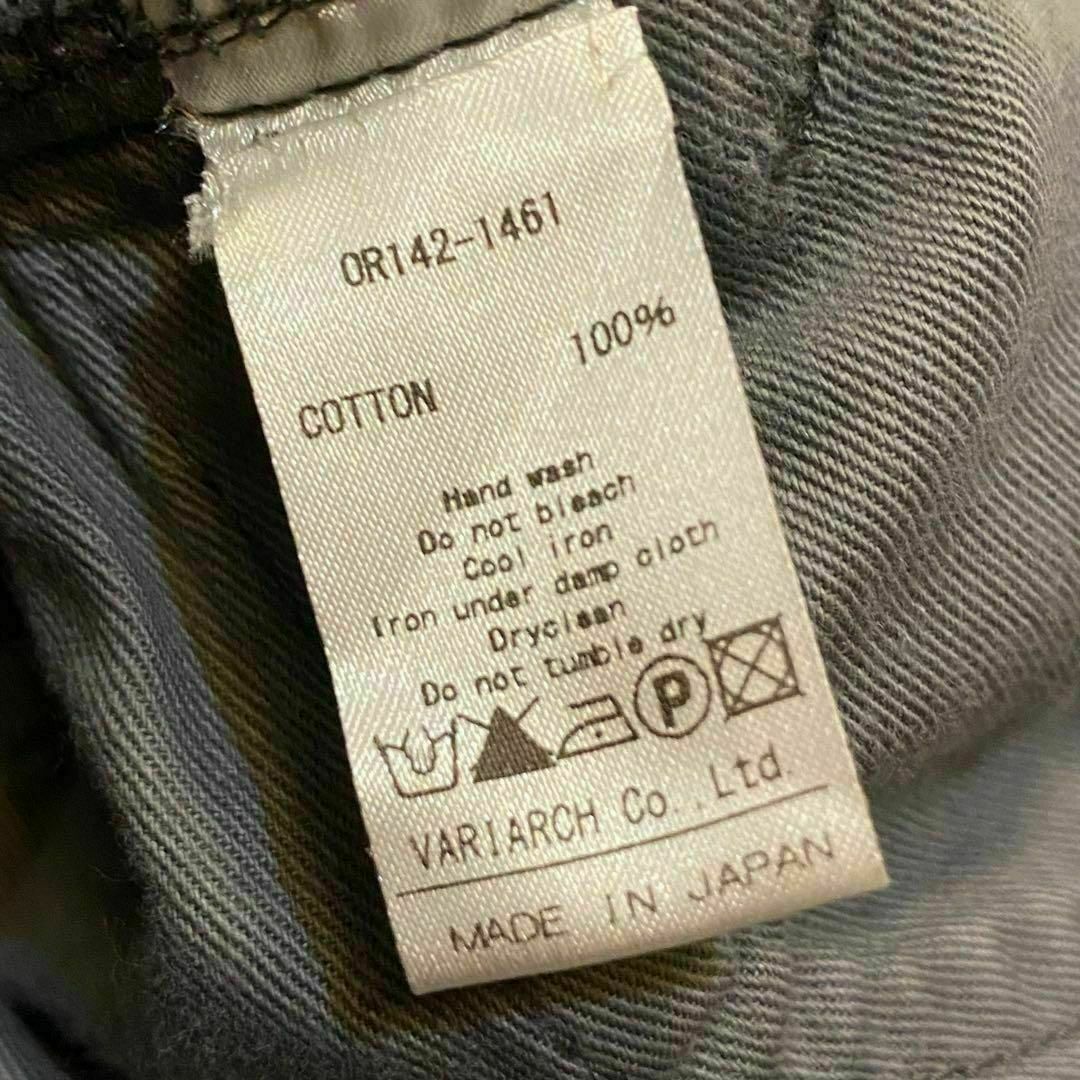 OR142-1461
100%
COTTON
Hand wash
Do not bleach
Cool iron
Iron under damp cloth
Dryclean
Do not tumble dry
P
VARIARCH Co.,Ltd.
MADE IN JAPAN